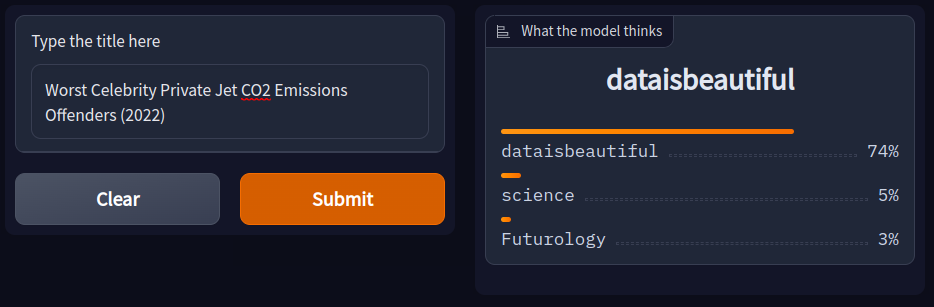 Type the title here
Worst Celebrity Private Jet CO2 Emissions
Offenders (2022)
Clear
Submit
What the model thinks
dataisbeautiful
dataisbeautiful 74%
science 5%
Futurology 3%